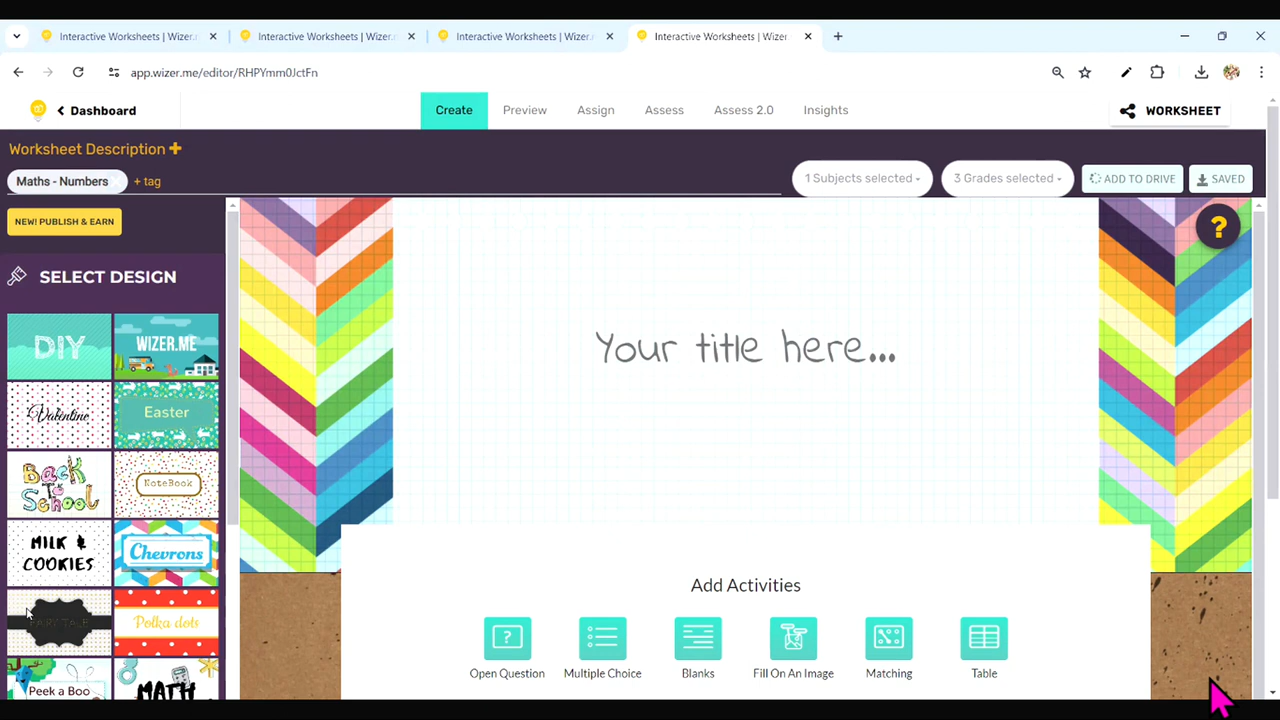 Interactive Worksheets | Wizer.
Interactive Worksheets | Wizer.
Interactive Worksheets | Wizer.
Interactive Worksheets | Wizer
app.wizer.me/editor/RHPYmm0JctFn
Dashboard
Create
Preview
Assign
Assess
Assess 2.0
Insights
WORKSHEET
Worksheet Description +
Maths - Numbers
+ tag
1 Subjects selected
3 Grades selected
ADD TO DRIVE
SAVED
NEW! PUBLISH & EARN
?
SELECT DESIGN
DIY
WIZER.ME
Valentine
Easter
Back to School
NoteBook
MILK & COOKIES
Chevrons
FAIRY TALE
Polka dots
Peek a Boo
MATH
Your title here...
Add Activities
Open Question
Multiple Choice
Blanks
Fill On An Image
Matching
Table